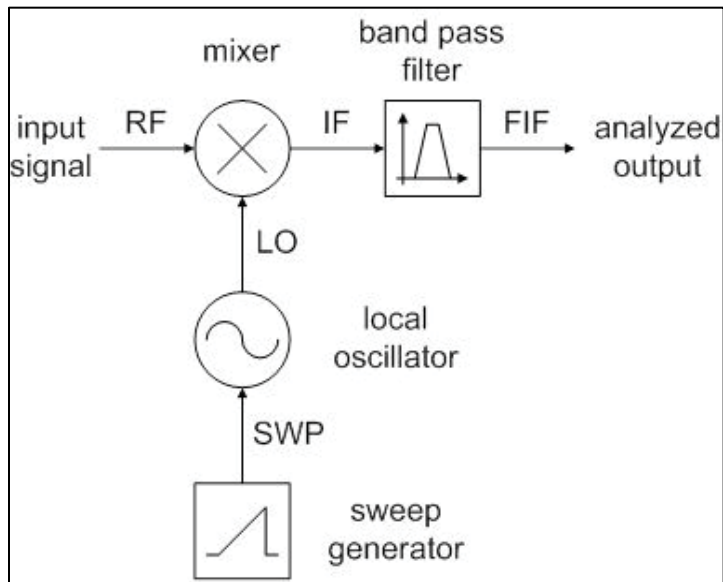 mixer
band pass
filter
input
signal
RF
IF
FIF
analyzed
output
LO
local
oscillator
SWP
sweep
generator